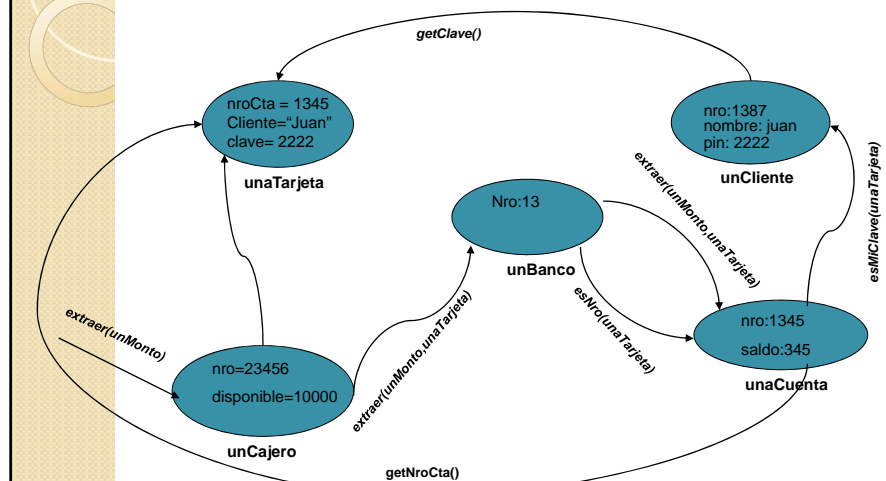 getClave()
nroCta = 1345
Cliente=“Juan”
clave= 2222
unaTarjeta
nro:1387
nombre: juan
pin: 2222
unCliente
extraer(unMonto,unaTarjeta)
esMiClave(unaTarjeta)
Nro:13
unBanco
esNro(unaTarjeta)
nro:1345
saldo:345
unaCuenta
extraer(unMonto)
extraer(unMonto,unaTarjeta)
nro=23456
disponible=10000
unCajero
getNroCta()